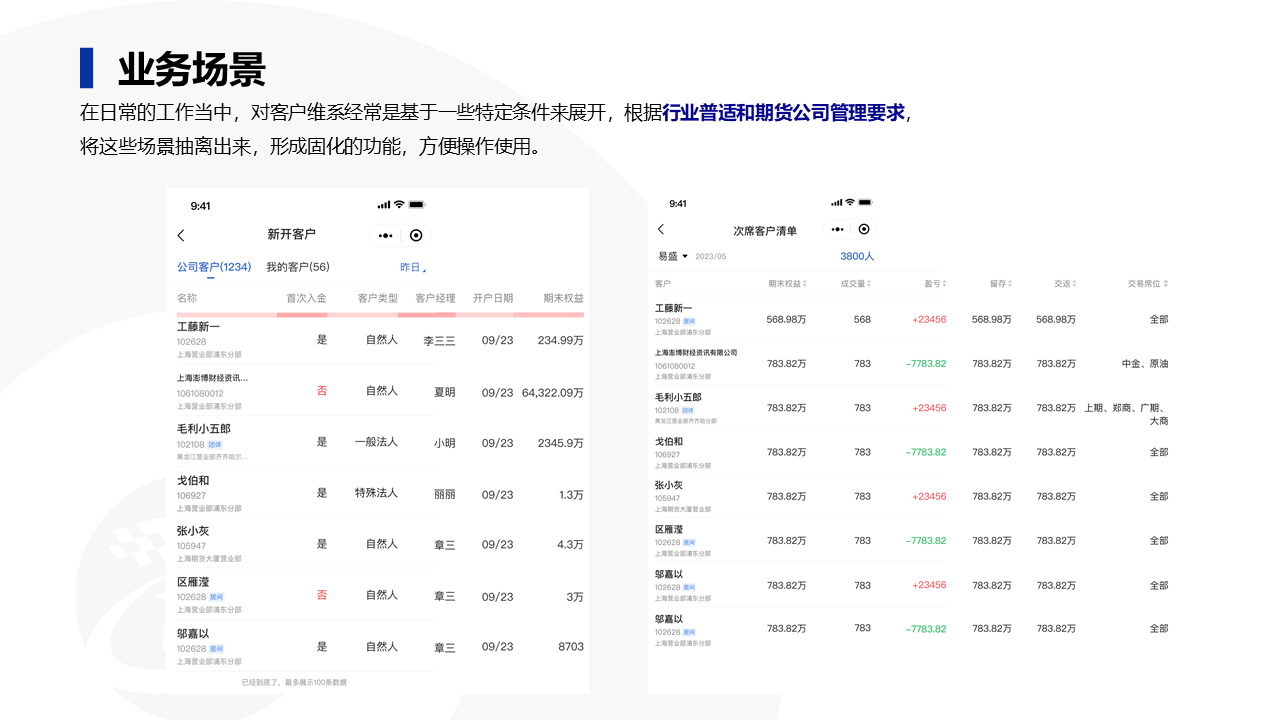 业务场景
在日常的工作当中，对客户维系经常是基于一些特定条件来展开，根据行业普适和期货公司管理要求，
将这些场景抽离出来，形成固化的功能，方便操作使用。
9:41
新开客户
公司客户(1234) 我的客户(56) 昨日
名称 首次入金 客户类型 客户经理 开户日期 期末权益
工藤新一
102628
上海营业部浦东分部
是 自然人 李三三 09/23 234.99万
上海澎博财经资讯...
1061080012
上海营业部浦东分部
否 自然人 夏明 09/23 64,322.09万
毛利小五郎
102108 团体
黑龙江营业部齐齐哈尔...
是 一般法人 小明 09/23 2345.9万
戈伯和
106927
上海营业部浦东分部
是 特殊法人 丽丽 09/23 1.3万
张小灰
105947
上海期货大厦营业部
是 自然人 章三 09/23 4.3万
区雁滢
102628 居间
上海营业部浦东分部
否 自然人 章三 09/23 3万
邬嘉以
102628 居间
上海营业部浦东分部
是 自然人 章三 09/23 8703
已经到底了，最多展示100条数据
9:41
次席客户清单
易盛 2023/05 3800人
客户 期末权益 成交量 盈亏 留存 交返 交易席位
工藤新一
102628 居间
上海营业部浦东分部
568.98万 568 +23456 568.98万 568.98万 全部
上海澎博财经资讯有限公司
1061080012
上海营业部浦东分部
783.82万 783 -7783.82 783.82万 783.82万 中金、原油
毛利小五郎
102108 团体
黑龙江营业部齐齐哈分部
783.82万 783 +23456 783.82万 783.82万 上期、郑商、广期、
大商
戈伯和
106927
上海营业部浦东分部
783.82万 783 -7783.82 783.82万 783.82万 全部
张小灰
105947
上海期货大厦营业部
783.82万 783 +23456 783.82万 783.82万 全部
区雁滢
102628 居间
上海营业部浦东分部
783.82万 783 -7783.82 783.82万 783.82万 全部
邬嘉以
102628 居间
上海营业部浦东分部
783.82万 783 +23456 783.82万 783.82万 全部
邬嘉以
102628 居间
上海营业部浦东分部
783.82万 783 -7783.82 783.82万 783.82万 全部